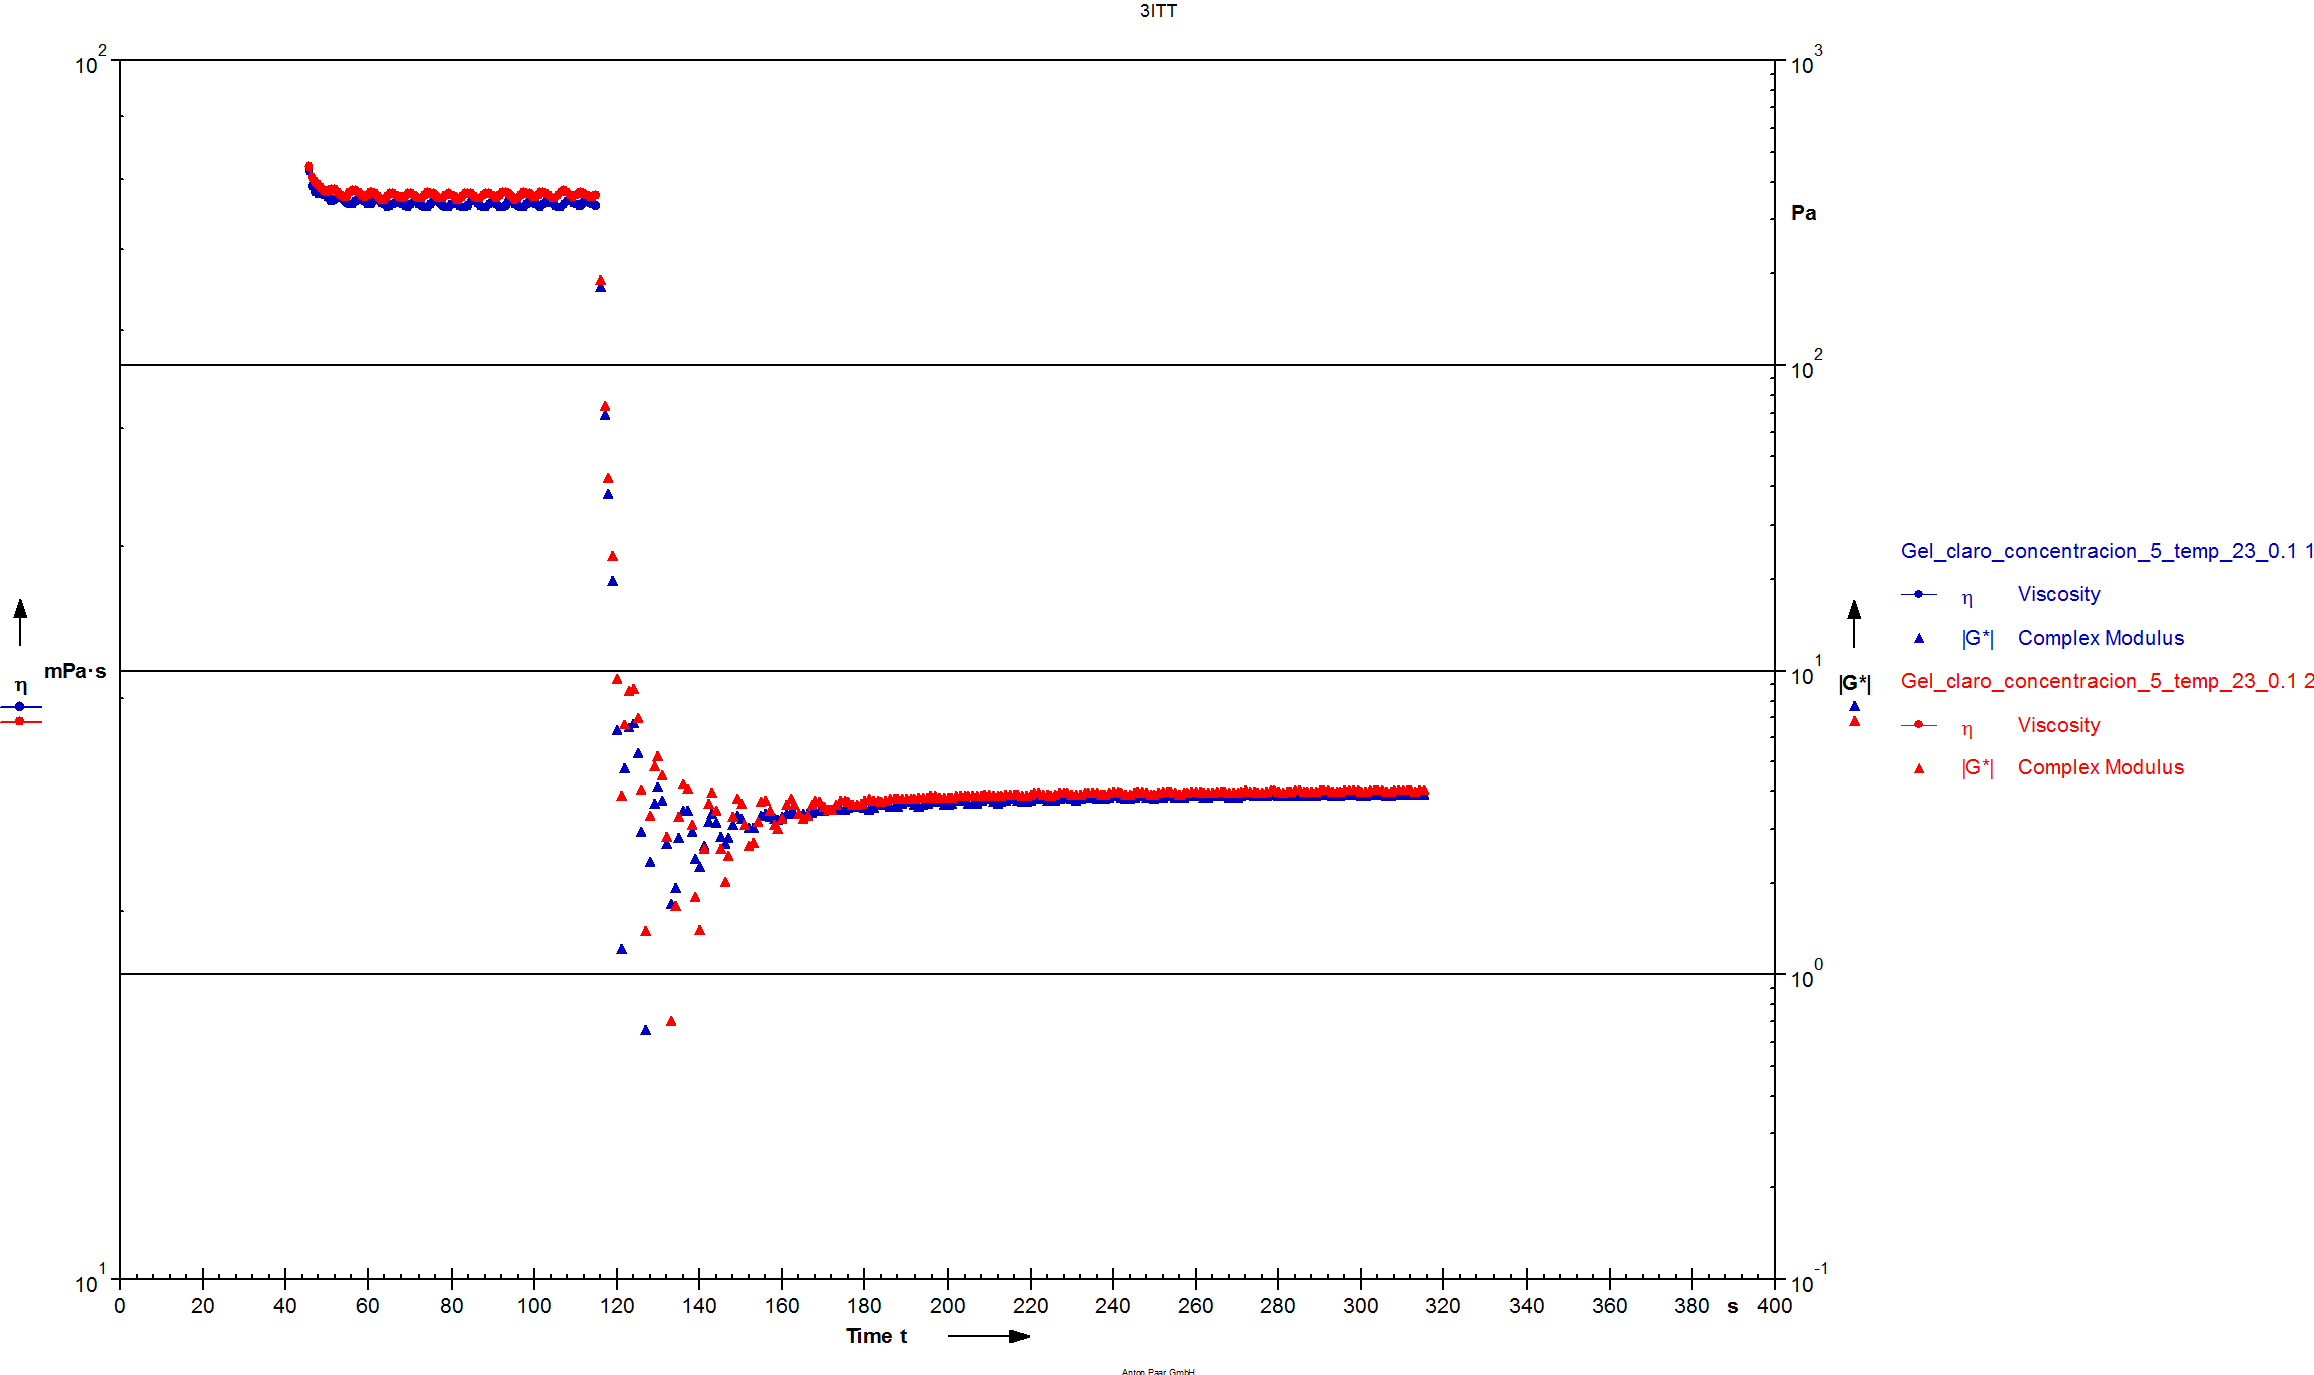 3ITT
10^2
10^3
Pa
10^2
mPa·s
10^1
η
|G*|
10^0
10^1
10^-1
0 20 40 60 80 100 120 140 160 180 200 220 240 260 280 300 320 340 360 380 s 400
Time t
Gel_claro_concentracion_5_temp_23_0.1 1
η Viscosity
|G*| Complex Modulus
Gel_claro_concentracion_5_temp_23_0.1 2
η Viscosity
|G*| Complex Modulus
Anton Paar GmbH